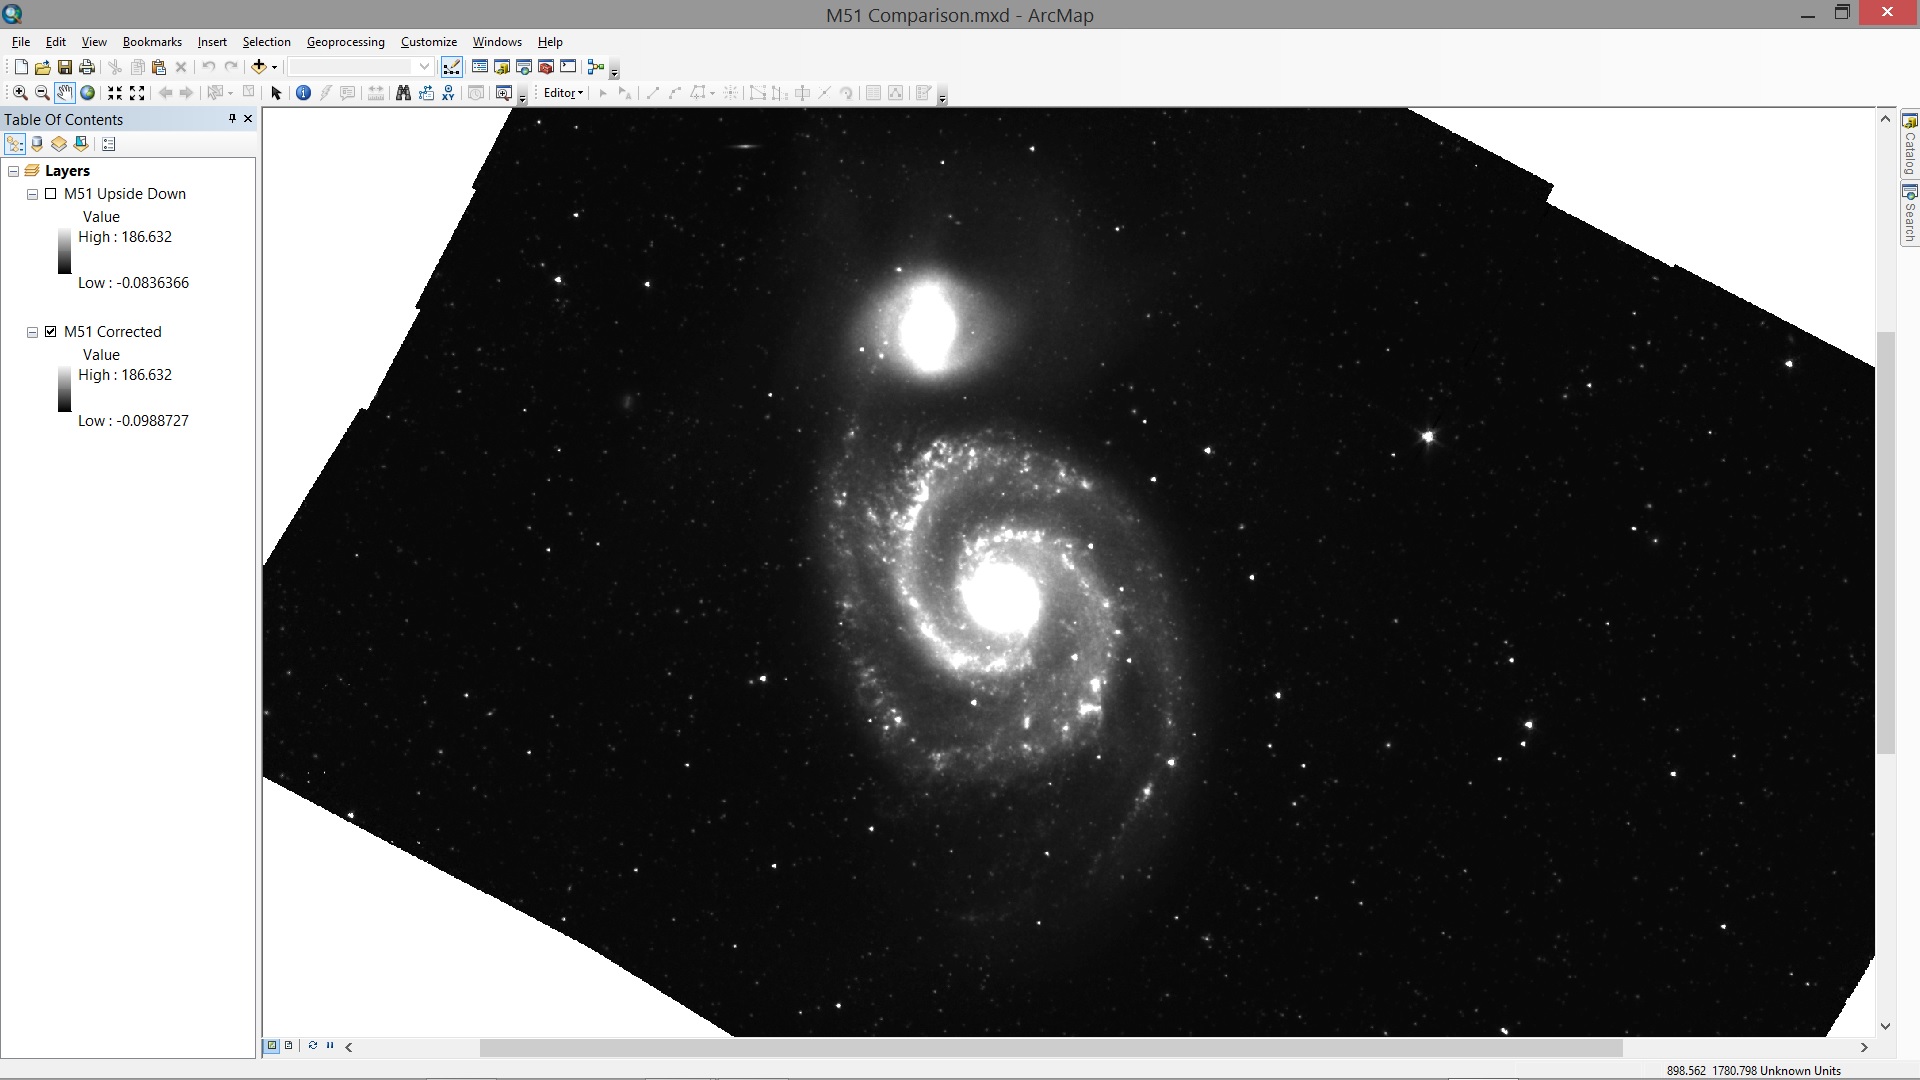 M51 Comparison.mxd - ArcMap
File Edit View Bookmarks Insert Selection Geoprocessing Customize Windows Help
Editor
Table Of Contents
Layers
M51 Upside Down
Value
High : 186.632
Low : -0.0836366
M51 Corrected
Value
High : 186.632
Low : -0.0988727
Catalog
Search
898.562 1780.798 Unknown Units